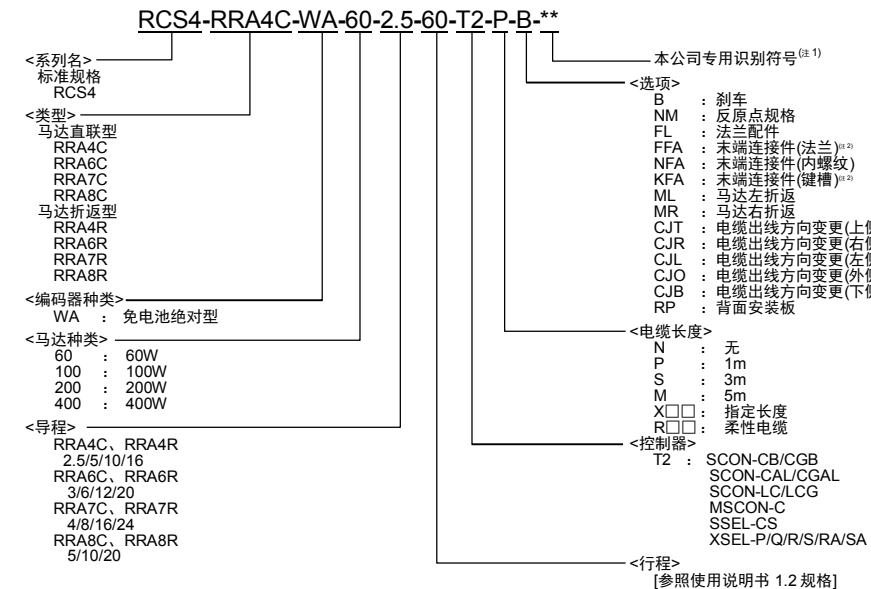 RCS4-RRA4C-WA-60-2.5-60-T2-P-B-**
<系列名>
标准规格
RCS4
<类型>
马达直联型
RRA4C
RRA6C
RRA7C
RRA8C
马达折返型
RRA4R
RRA6R
RRA7R
RRA8R
<编码器种类>
WA : 免电池绝对型
<马达种类>
60 : 60W
100 : 100W
200 : 200W
400 : 400W
<导程>
RRA4C、RRA4R
2.5/5/10/16
RRA6C、RRA6R
3/6/12/20
RRA7C、RRA7R
4/8/16/24
RRA8C、RRA8R
5/10/20
本公司专用识别符号(注 1)
<选项>
B : 刹车
NM : 反原点规格
FL : 法兰配件
FFA : 末端连接件(法兰)(注 2)
NFA : 末端连接件(内螺纹)
KFA : 末端连接件(键槽)(注 2)
ML : 马达左折返
MR : 马达右折返
CJT : 电缆出线方向变更(上侧
CJR : 电缆出线方向变更(右侧
CJL : 电缆出线方向变更(左侧
CJO : 电缆出线方向变更(外侧
CJB : 电缆出线方向变更(下侧
RP : 背面安装板
<电缆长度>
N : 无
P : 1m
S : 3m
M : 5m
X□□ : 指定长度
R□□ : 柔性电缆
<控制器>
T2 : SCON-CB/CGB
SCON-CAL/CGAL
SCON-LC/LCG
MSCON-C
SSEL-CS
XSEL-P/Q/R/S/RA/SA
<行程>
[参照使用说明书 1.2 规格]